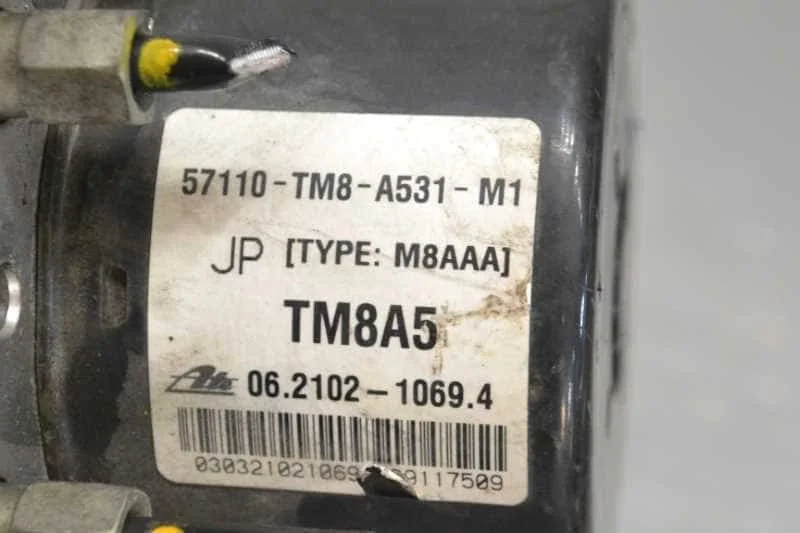 57110-TM8-A531-M1
JP [TYPE: M8AAA]
TM8A5
Ate 06.2102-1069.4